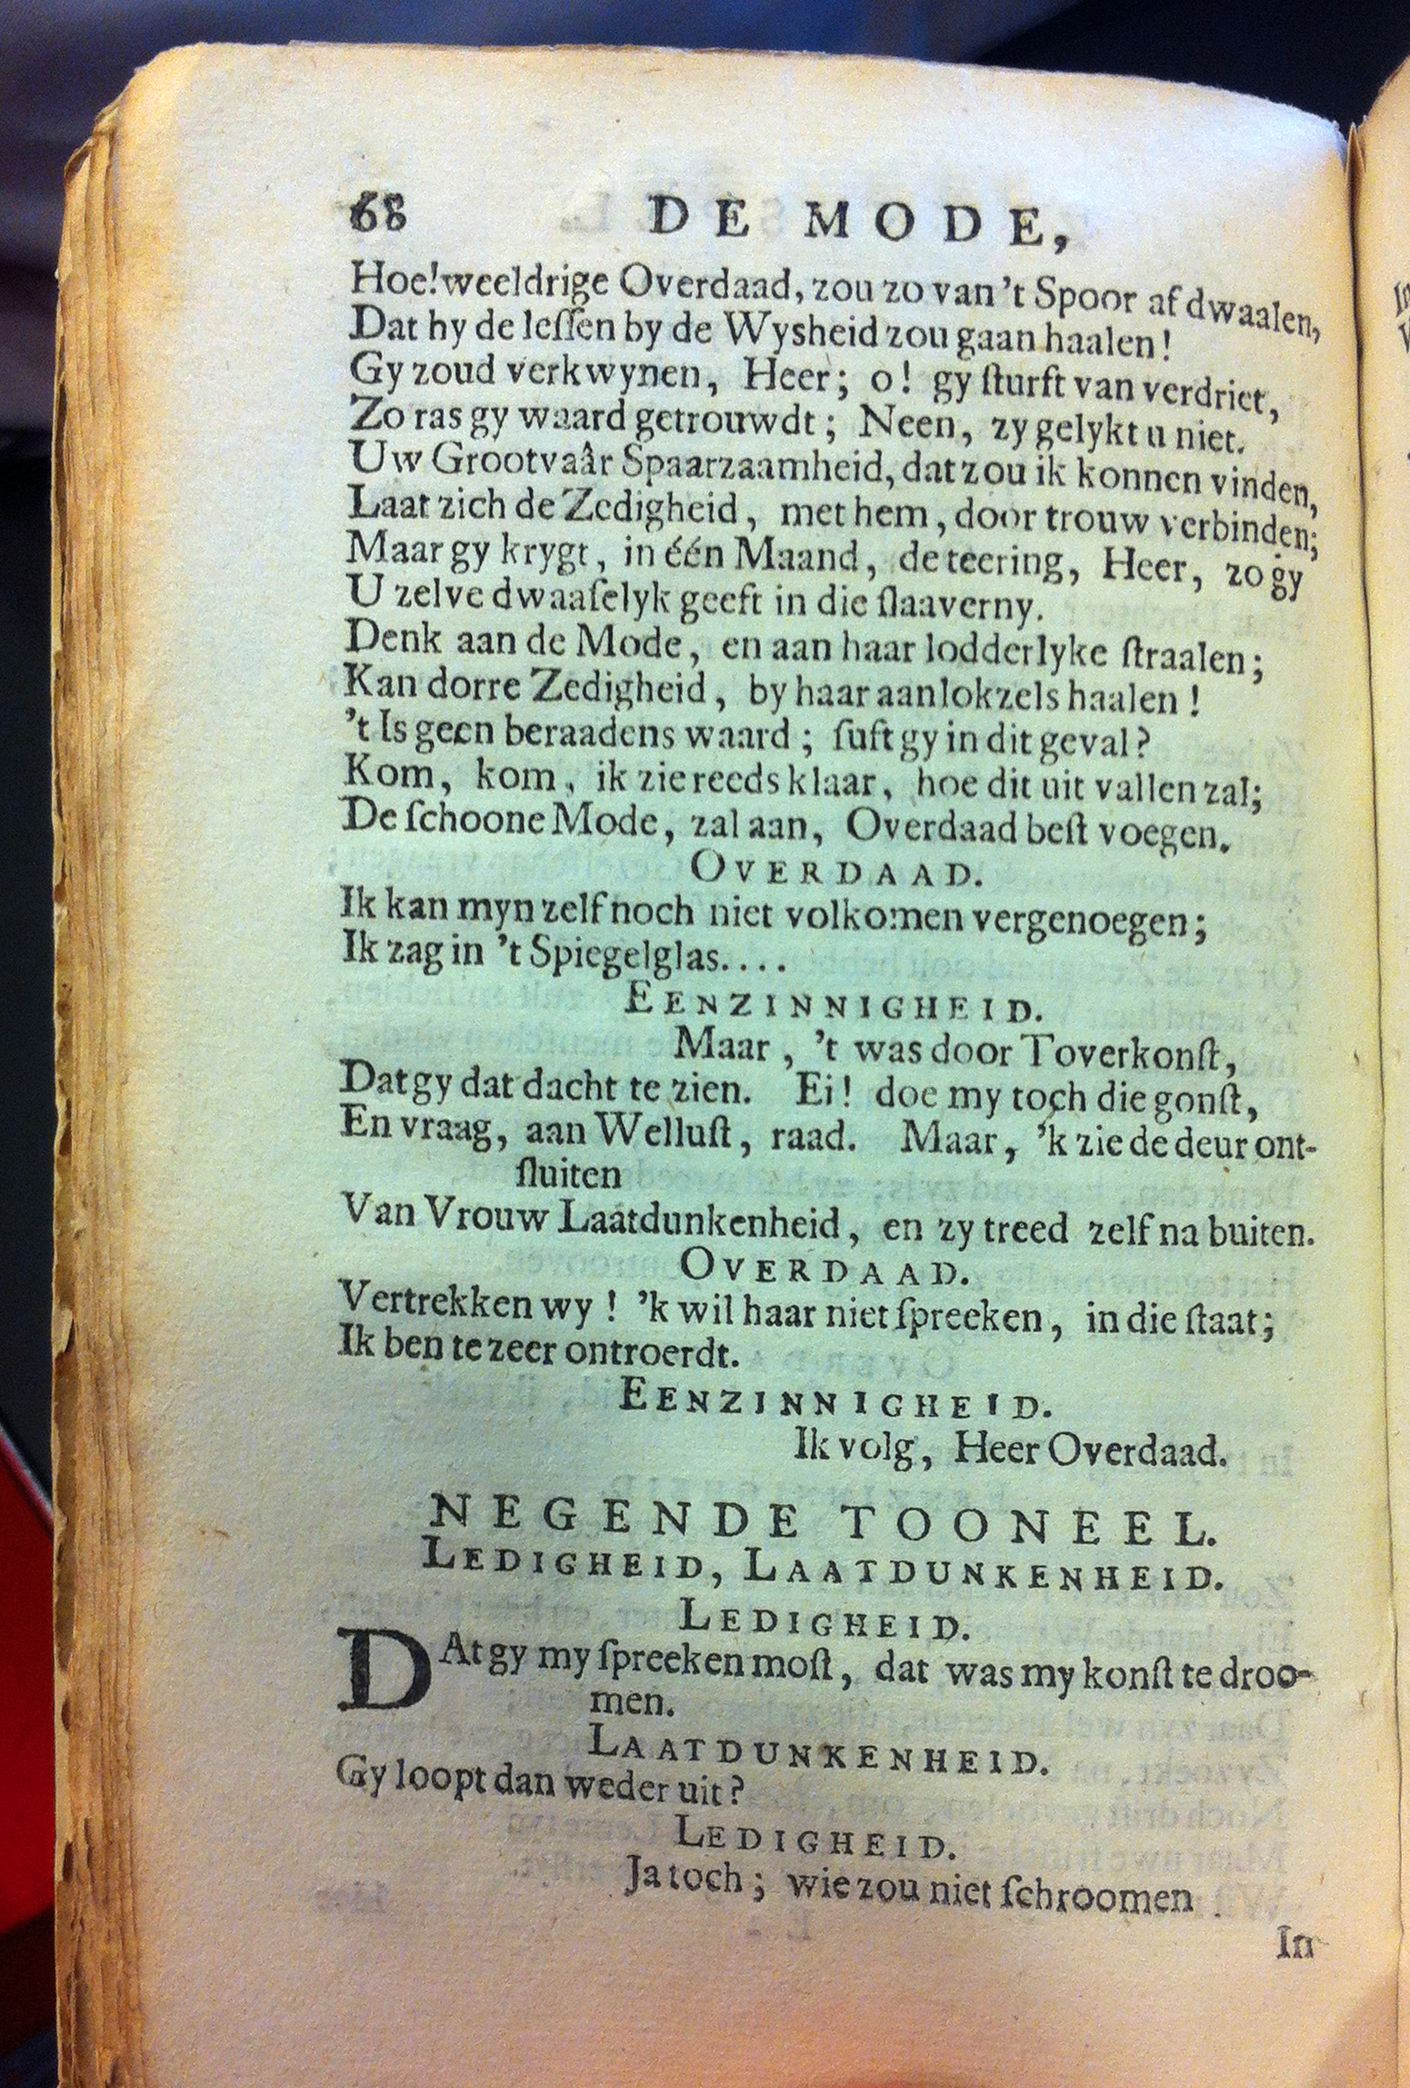 68 DE MODE,
Hoe! weeldrige Overdaad, zou zo van 't Spoor af dwaalen,
Dat hy de leſſen by de Wysheid zou gaan haalen!
Gy zoud verkwynen, Heer; o! gy ſturft van verdriet,
Zo ras gy waard getrouwdt; Neen, zy gelykt u niet.
Uw Grootvaâr Spaarzaamheid, dat zou ik konnen vinden,
Laat zich de Zedigheid, met hem, door trouw verbinden;
Maar gy krygt, in één Maand, de teering, Heer, zo gy
U zelve dwaaſelyk geeft in die ſlaaverny.
Denk aan de Mode, en aan haar lodderlyke ſtraalen;
Kan dorre Zedigheid, by haar aanlokzels haalen!
't Is geen beraadens waard; ſuft gy in dit geval?
Kom, kom, ik zie reeds klaar, hoe dit uit vallen zal;
De ſchoone Mode, zal aan, Overdaad beſt voegen.
OVERDAAD.
Ik kan myn zelf noch niet volkomen vergenoegen;
Ik zag in 't Spiegelglas....
EENZINNIGHEID.
Maar, 't was door Toverkonſt,
Dat gy dat dacht te zien. Ei! doe my toch die gonſt,
En vraag, aan Welluſt, raad. Maar, 'k zie de deur ont-
ſluiten
Van Vrouw Laatdunkenheid, en zy treed zelf na buiten.
OVERDAAD.
Vertrekken wy! 'k wil haar niet ſpreeken, in die ſtaat;
Ik ben te zeer ontroerdt.
EENZINNIGHEID.
Ik volg, Heer Overdaad.
NEGENDE TOONEEL.
LEDIGHEID, LAATDUNKENHEID.
LEDIGHEID.
DAt gy my ſpreeken moſt, dat was my konſt te droo-
men.
LAATDUNKENHEID.
Gy loopt dan weder uit?
LEDIGHEID.
Ja toch; wie zou niet ſchroomen
In